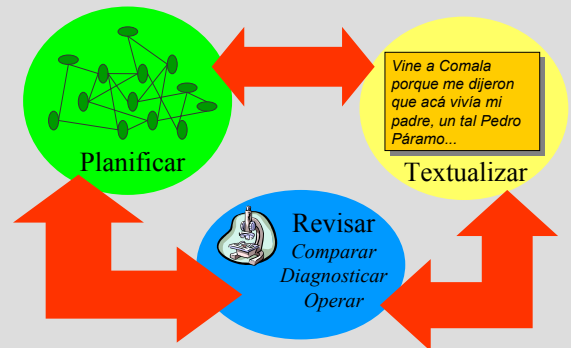 Planificar
Vine a Comala
porque me dijeron
que acá vivía mi
padre, un tal Pedro
Páramo...
Textualizar
Revisar
Comparar
Diagnosticar
Operar